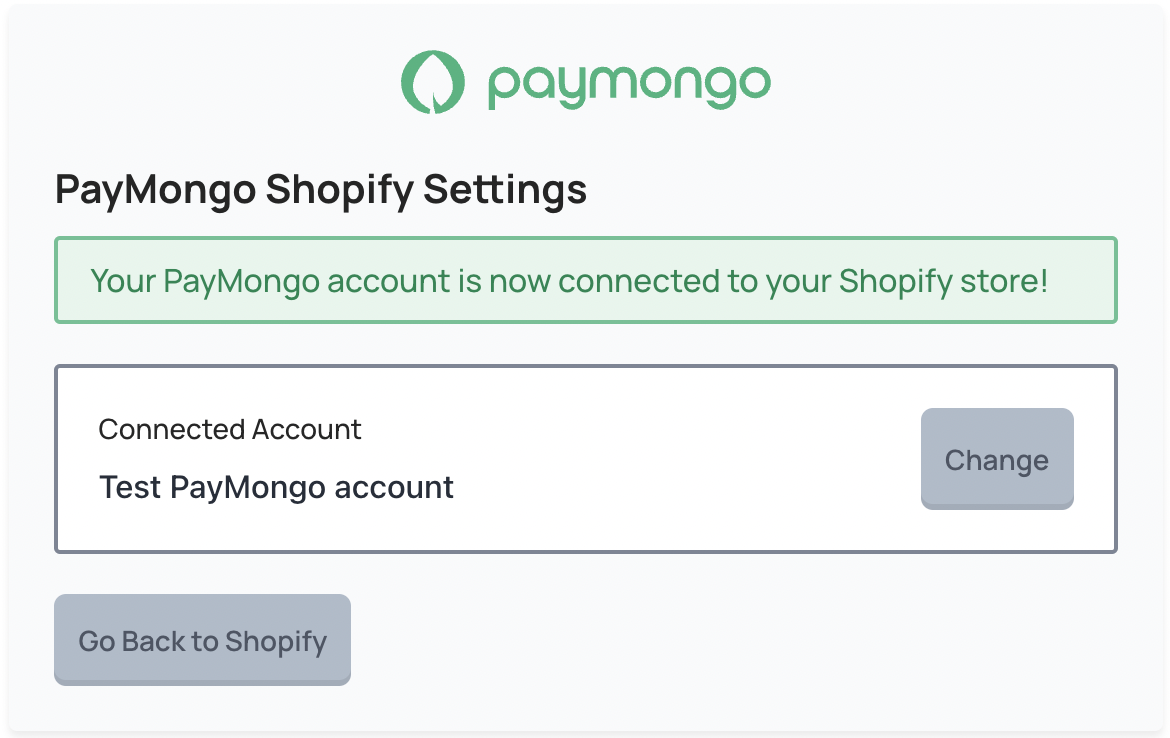 paymongo
PayMongo Shopify Settings
Your PayMongo account is now connected to your Shopify store!
Connected Account
Test PayMongo account
Change
Go Back to Shopify